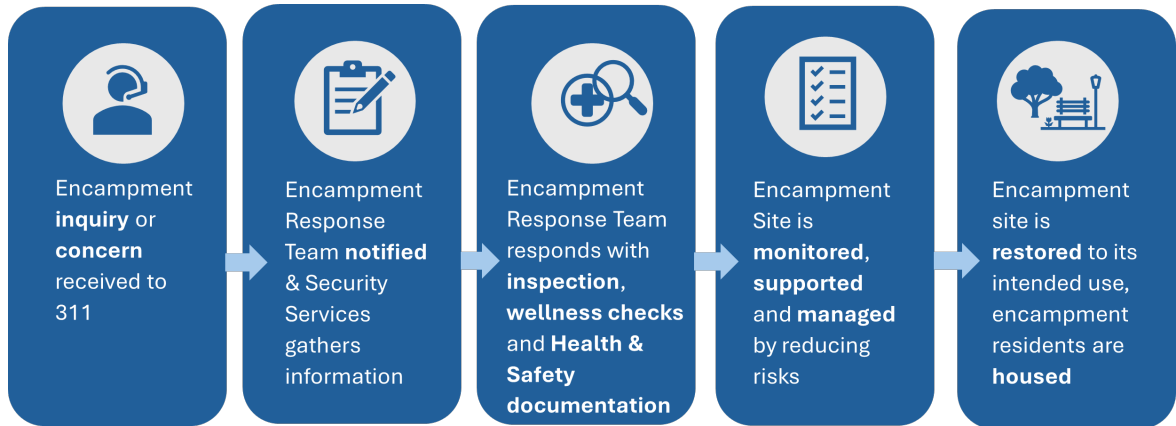 Encampment
inquiry or
concern
received to
311
Encampment
Response
Team notified
& Security
Services
gathers
information
Encampment
Response Team
responds with
inspection,
wellness checks
and Health &
Safety
documentation
Encampment
Site is
monitored,
supported
and managed
by reducing
risks
Encampment
site is
restored to its
intended use,
encampment
residents are
housed